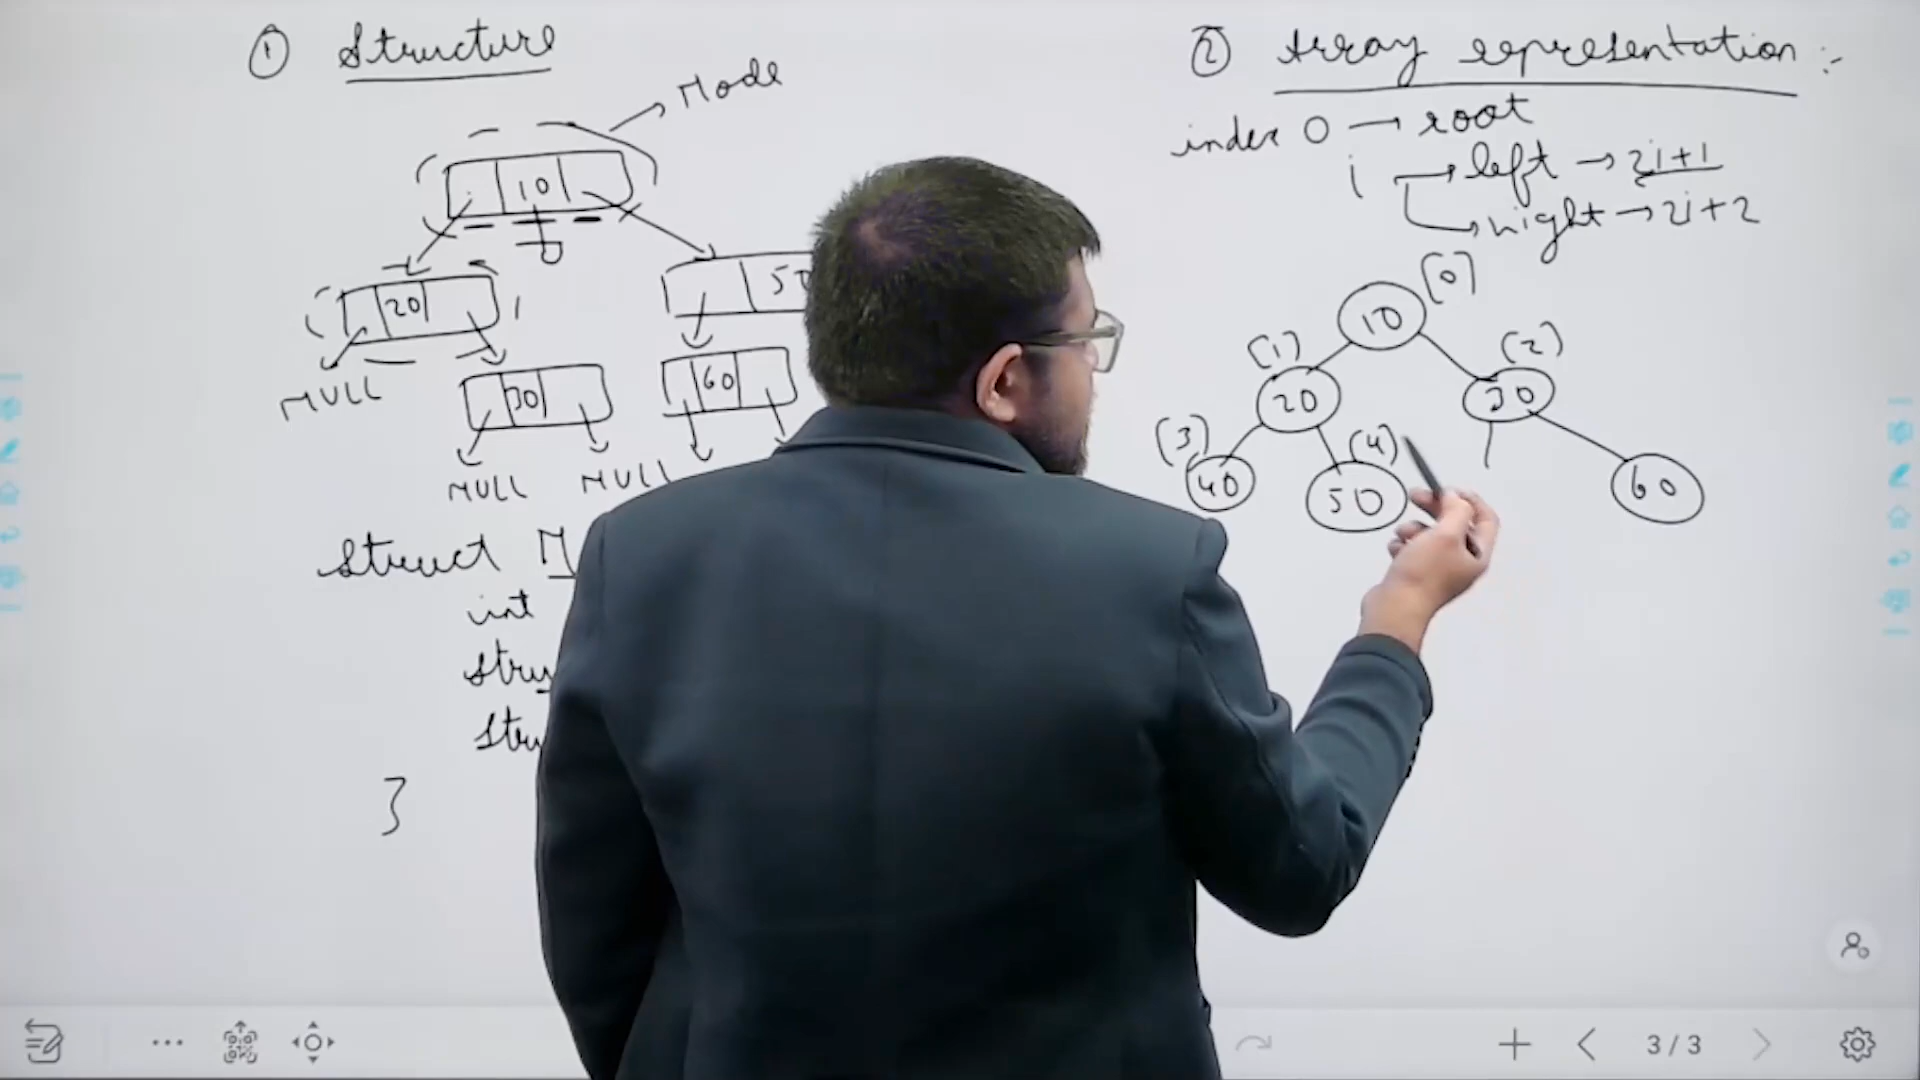 ① Structure
Node
10
20
50
NULL
30
60
NULL
NULL
Struct N
int
Stru
Stru
}
② Array representation :-
index 0 → root
i → left → 2i+1
→ right → 2i+2
10 [0]
[1] 20
30 [2]
[3] 40
[4] 50
60
3 / 3